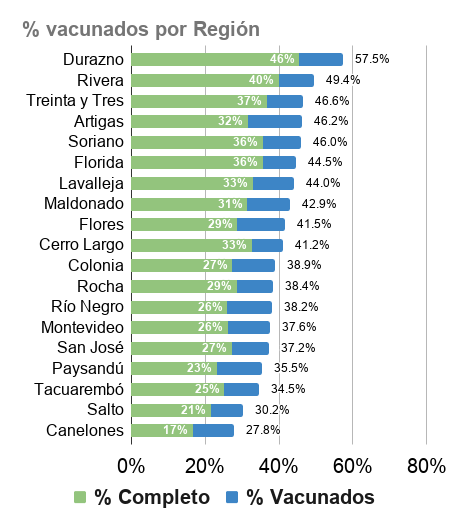 % vacunados por Región
Durazno 46% 57.5%
Rivera 40% 49.4%
Treinta y Tres 37% 46.6%
Artigas 32% 46.2%
Soriano 36% 46.0%
Florida 36% 44.5%
Lavalleja 33% 44.0%
Maldonado 31% 42.9%
Flores 29% 41.5%
Cerro Largo 33% 41.2%
Colonia 27% 38.9%
Rocha 29% 38.4%
Río Negro 26% 38.2%
Montevideo 26% 37.6%
San José 27% 37.2%
Paysandú 23% 35.5%
Tacuarembó 25% 34.5%
Salto 21% 30.2%
Canelones 17% 27.8%
0% 20% 40% 60% 80%
% Completo % Vacunados